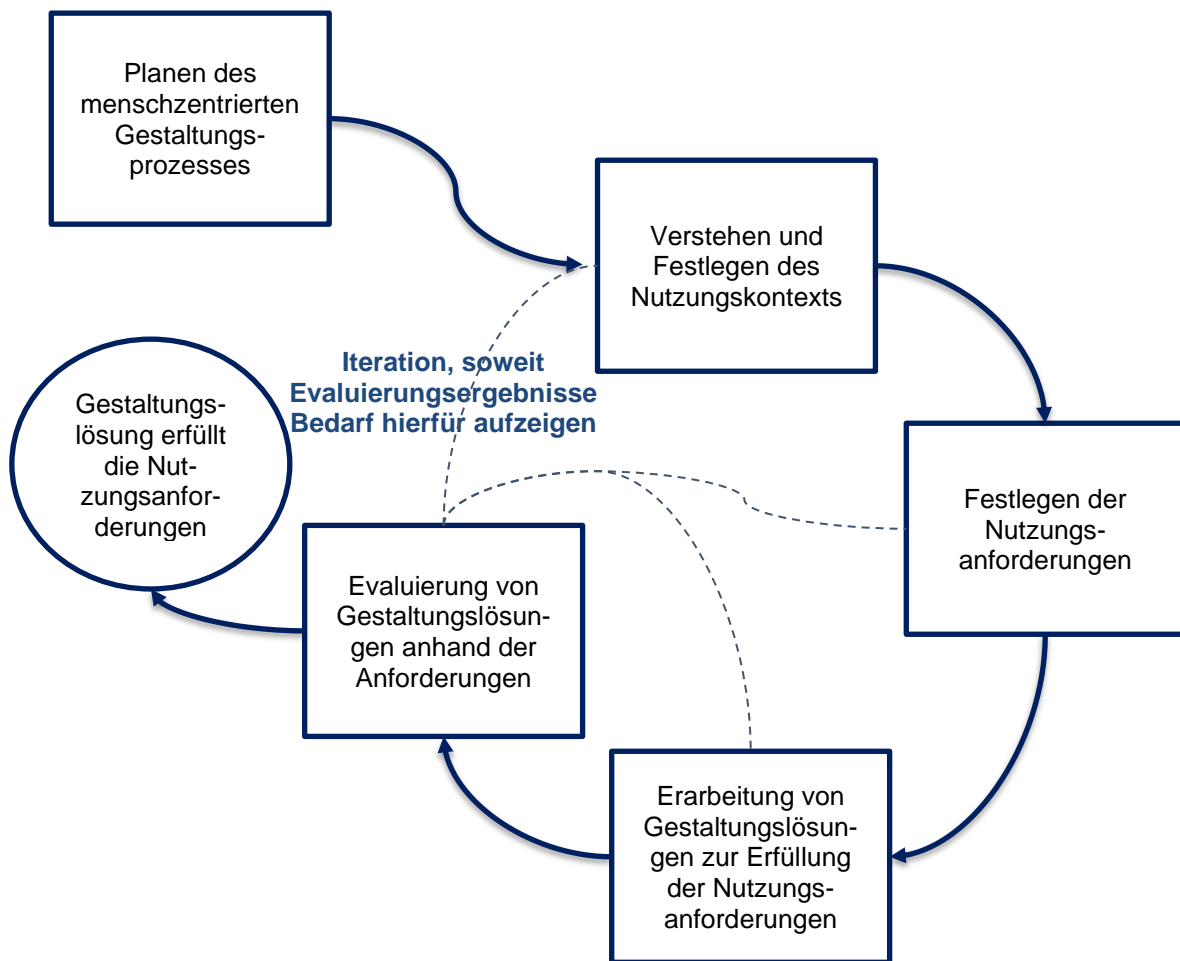 Planen des
menschzentrierten
Gestaltungs-
prozesses
Verstehen und
Festlegen des
Nutzungskontexts
Iteration, soweit
Evaluierungsergebnisse
Bedarf hierfür aufzeigen
Gestaltungs-
lösung erfüllt
die Nut-
zungsanfor-
derungen
Festlegen der
Nutzungs-
anforderungen
Evaluierung von
Gestaltungslösun-
gen anhand der
Anforderungen
Erarbeitung von
Gestaltungslösun-
gen zur Erfüllung
der Nutzungs-
anforderungen